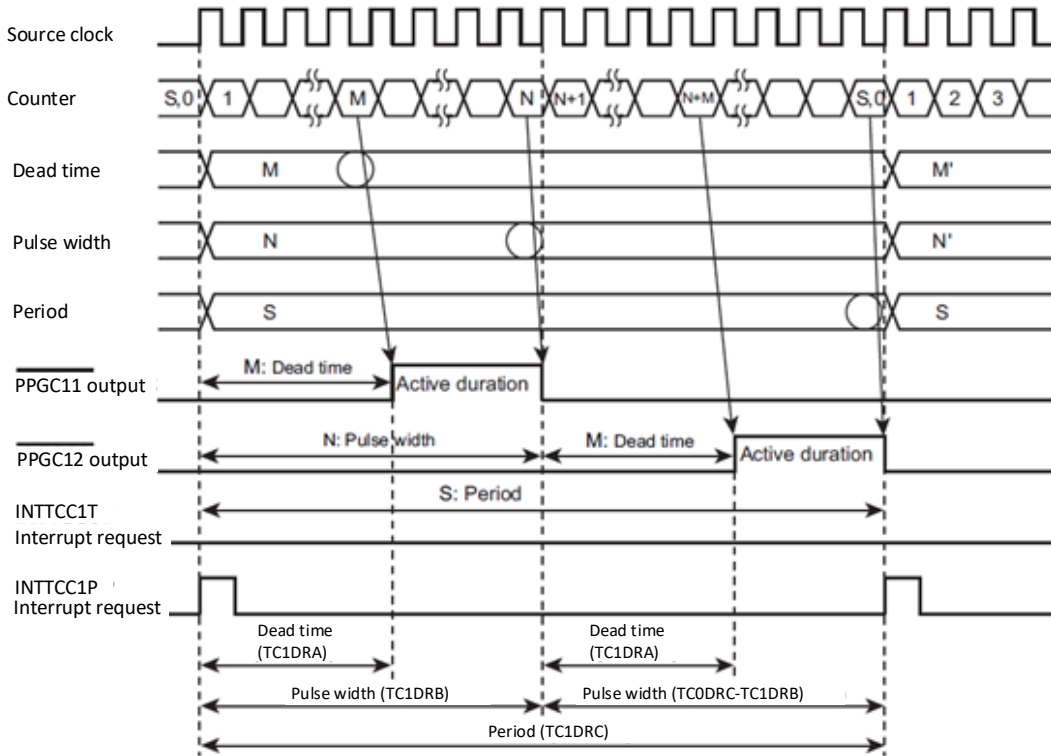 Source clock
Counter
S,0 1 M N N+1 N+M S,0 1 2 3
Dead time
M M'
Pulse width
N N'
Period
S S
PPGC11 output
M: Dead time
Active duration
PPGC12 output
N: Pulse width
M: Dead time
Active duration
INTTCC1T
Interrupt request
S: Period
INTTCC1P
Interrupt request
Dead time
(TC1DRA)
Dead time
(TC1DRA)
Pulse width (TC1DRB)
Pulse width (TC0DRC-TC1DRB)
Period (TC1DRC)